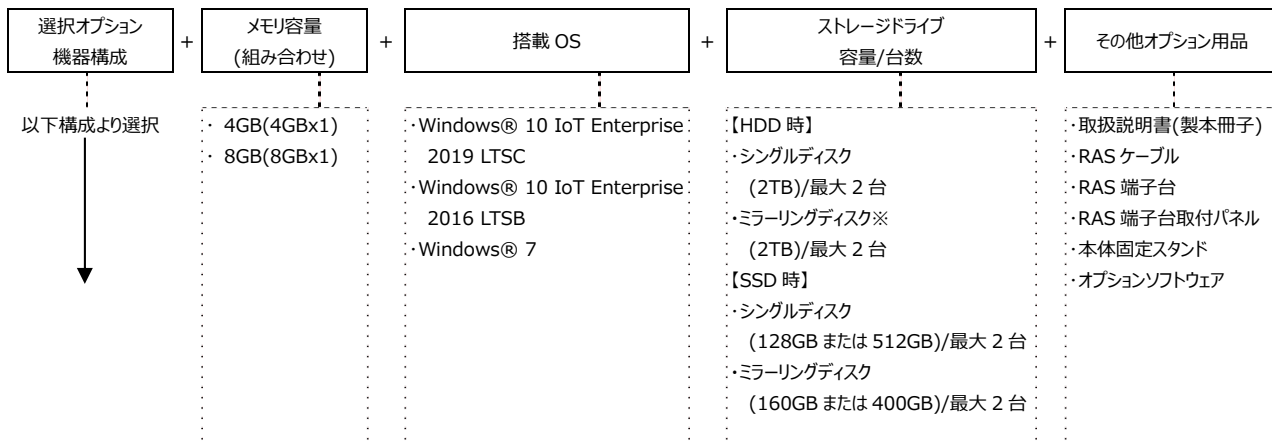 選択オプション
機器構成
+
メモリ容量
(組み合わせ)
+
搭載 OS
+
ストレージドライブ
容量/台数
+
その他オプション用品
以下構成より選択
・ 4GB(4GBx1)
・ 8GB(8GBx1)
・Windows® 10 IoT Enterprise
2019 LTSC
・Windows® 10 IoT Enterprise
2016 LTSB
・Windows® 7
【HDD 時】
・シングルディスク
(2TB)/最大 2 台
・ミラーリングディスク※
(2TB)/最大 2 台
【SSD 時】
・シングルディスク
(128GB または 512GB)/最大 2 台
・ミラーリングディスク
(160GB または 400GB)/最大 2 台
・取扱説明書(製本冊子)
・RAS ケーブル
・RAS 端子台
・RAS 端子台取付パネル
・本体固定スタンド
・オプションソフトウェア